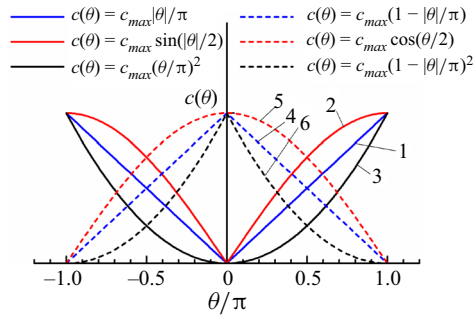 c(θ) = c_max|θ|/π
c(θ) = c_max(1 − |θ|/π)
c(θ) = c_max sin(|θ|/2)
c(θ) = c_max cos(θ/2)
c(θ) = c_max(θ/π)²
c(θ) = c_max(1 − |θ|/π)²
c(θ)
5
2
4
6
1
3
−1.0 −0.5 0 0.5 1.0
θ/π